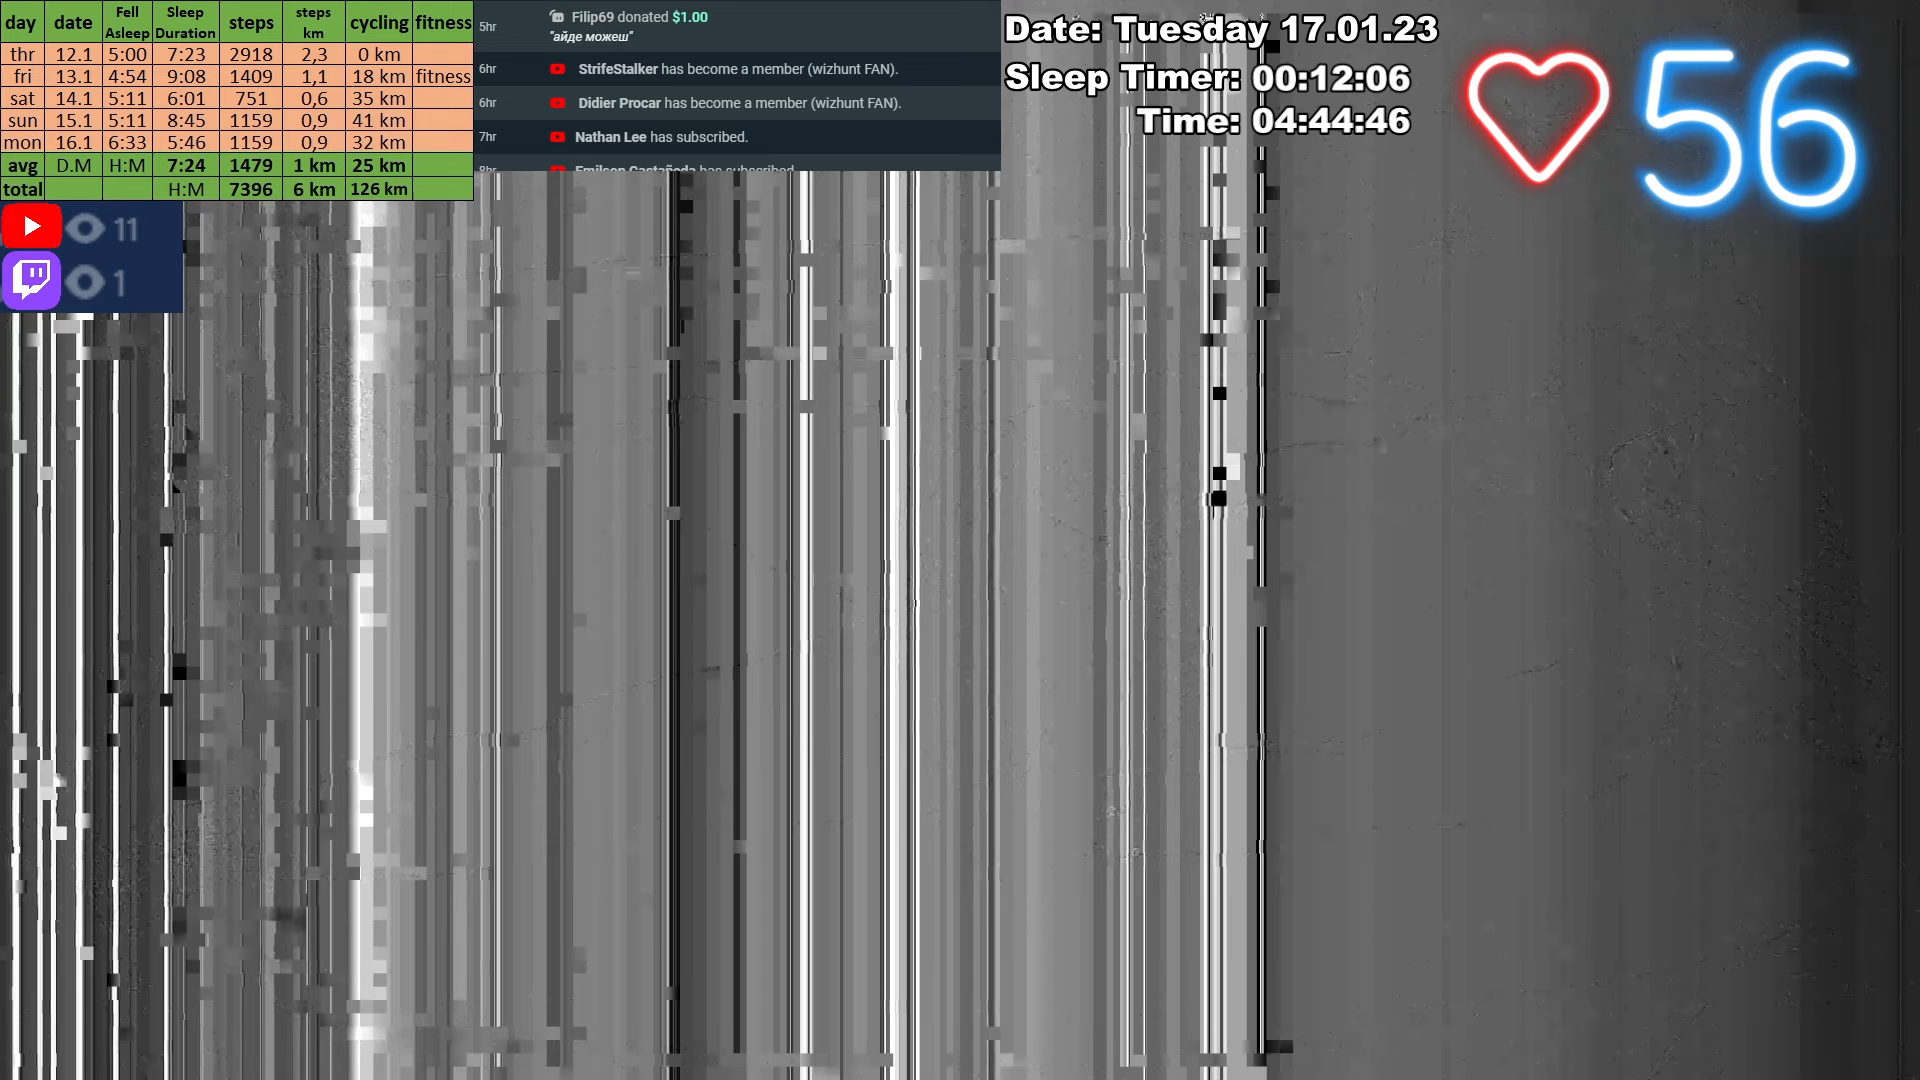 day date Fell Asleep Sleep Duration steps steps km cycling fitness
thr 12.1 5:00 7:23 2918 2,3 0 km
fri 13.1 4:54 9:08 1409 1,1 18 km fitness
sat 14.1 5:11 6:01 751 0,6 35 km
sun 15.1 5:11 8:45 1159 0,9 41 km
mon 16.1 6:33 5:46 1159 0,9 32 km
avg D.M H:M 7:24 1479 1 km 25 km
total H:M 7396 6 km 126 km
11
1
5hr Filip69 donated $1.00
"айде можеш"
6hr StrifeStalker has become a member (wizhunt FAN).
6hr Didier Procar has become a member (wizhunt FAN).
7hr Nathan Lee has subscribed.
8hr Emilson Castañeda has subscribed.
Date: Tuesday 17.01.23
Sleep Timer: 00:12:06
Time: 04:44:46
56